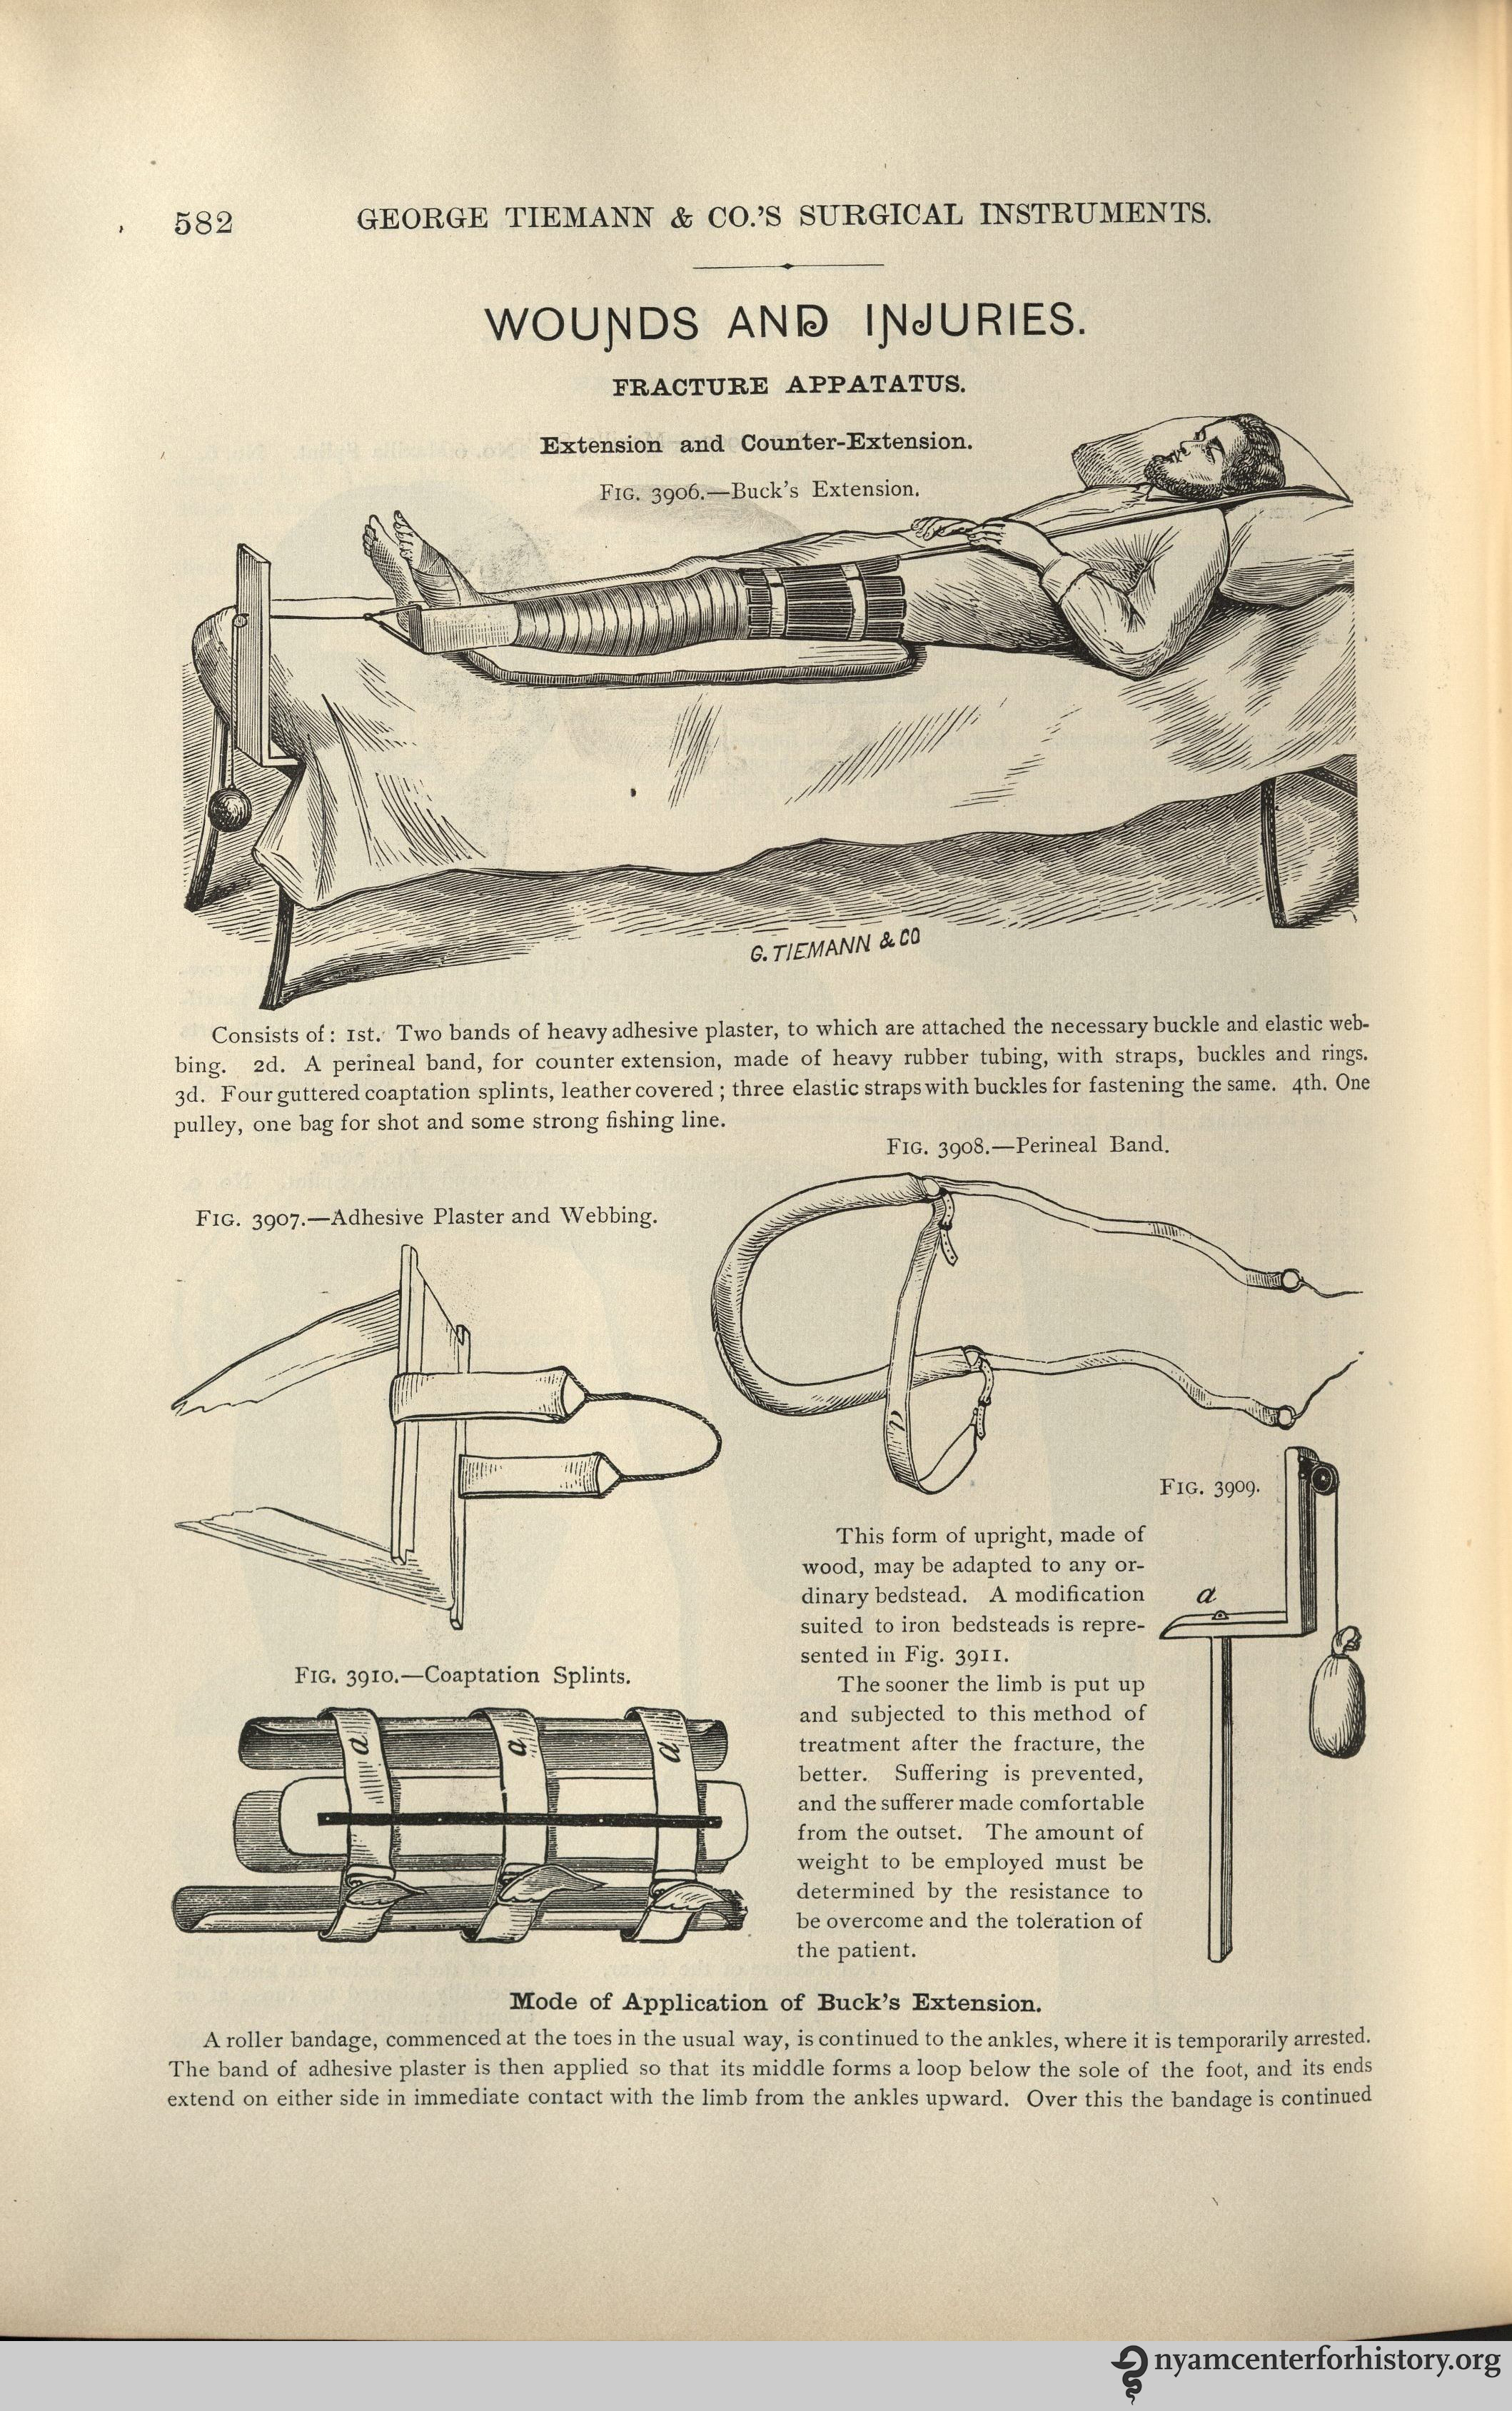 582
GEORGE TIEMANN & CO.'S SURGICAL INSTRUMENTS.
WOUNDS AND INJURIES.
FRACTURE APPATATUS.
Extension and Counter-Extension.
FIG. 3906.—Buck's Extension.
G. TIEMANN & CO
Consists of: 1st. Two bands of heavy adhesive plaster, to which are attached the necessary buckle and elastic web-
bing. 2d. A perineal band, for counter extension, made of heavy rubber tubing, with straps, buckles and rings.
3d. Four guttered coaptation splints, leather covered; three elastic straps with buckles for fastening the same. 4th. One
pulley, one bag for shot and some strong fishing line.
FIG. 3908.—Perineal Band.
FIG. 3907.—Adhesive Plaster and Webbing.
FIG. 3909.
a
This form of upright, made of
wood, may be adapted to any or-
dinary bedstead. A modification
suited to iron bedsteads is repre-
sented in Fig. 3911.
The sooner the limb is put up
and subjected to this method of
treatment after the fracture, the
better. Suffering is prevented,
and the sufferer made comfortable
from the outset. The amount of
weight to be employed must be
determined by the resistance to
be overcome and the toleration of
the patient.
FIG. 3910.—Coaptation Splints.
a a a
Mode of Application of Buck's Extension.
A roller bandage, commenced at the toes in the usual way, is continued to the ankles, where it is temporarily arrested.
The band of adhesive plaster is then applied so that its middle forms a loop below the sole of the foot, and its ends
extend on either side in immediate contact with the limb from the ankles upward. Over this the bandage is continued
nyamcenterforhistory.org